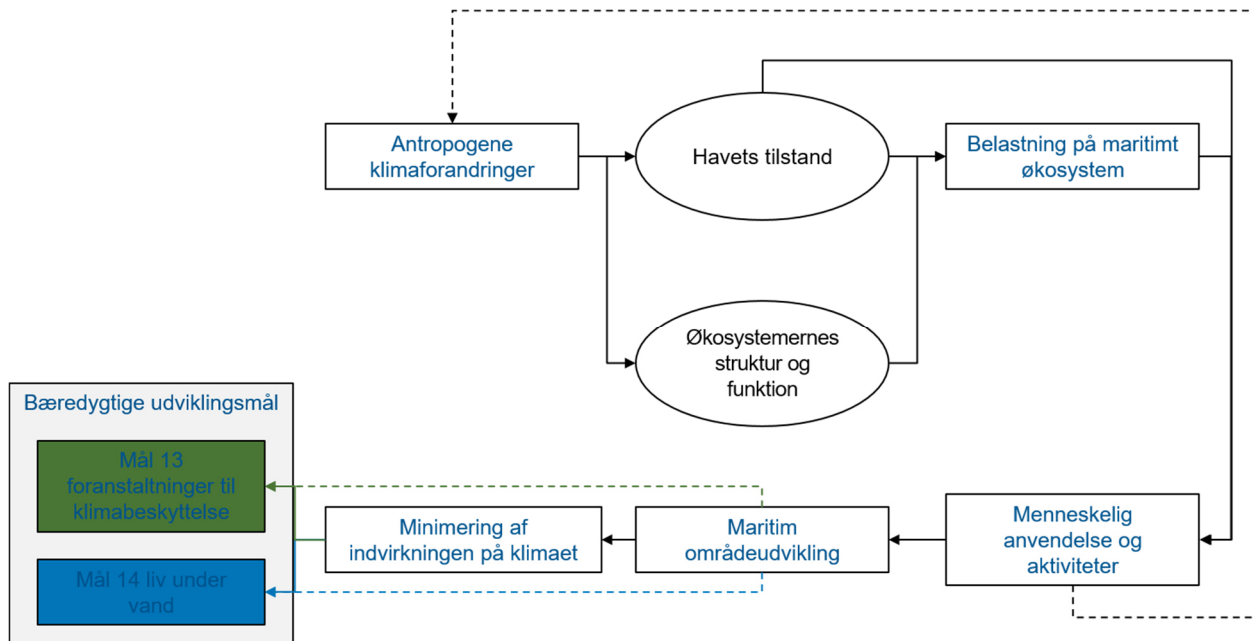 Antropogene
klimaforandringer
Havets tilstand
Belastning på maritimt
økosystem
Økosystemernes
struktur og
funktion
Bæredygtige udviklingsmål
Mål 13
foranstaltninger til
klimabeskyttelse
Mål 14 liv under
vand
Minimering af
indvirkningen på klimaet
Maritim
områdeudvikling
Menneskelig
anvendelse og
aktiviteter